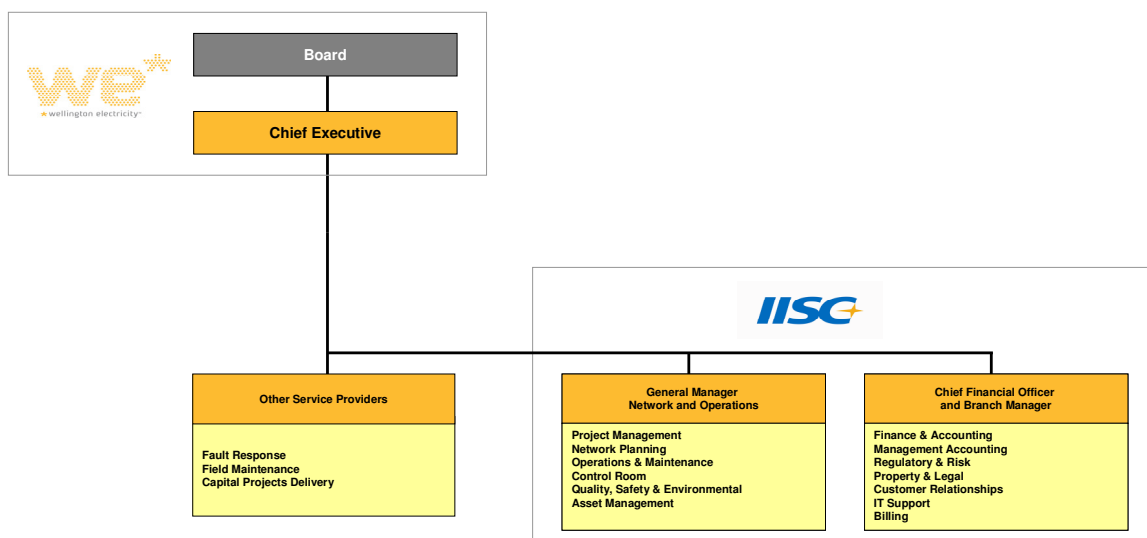 Board
we*
wellington electricity™
Chief Executive
IISC
Other Service Providers
Fault Response
Field Maintenance
Capital Projects Delivery
General Manager
Network and Operations
Project Management
Network Planning
Operations & Maintenance
Control Room
Quality, Safety & Environmental
Asset Management
Chief Financial Officer
and Branch Manager
Finance & Accounting
Management Accounting
Regulatory & Risk
Property & Legal
Customer Relationships
IT Support
Billing